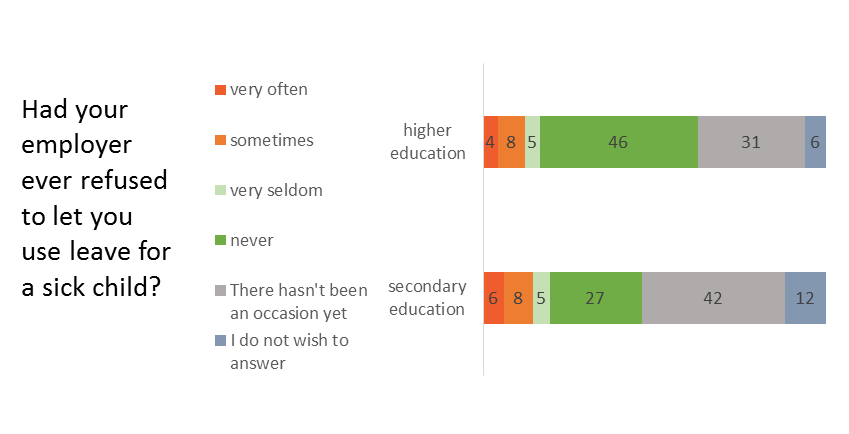 Had your
employer
ever refused
to let you
use leave for
a sick child?
very often
sometimes
very seldom
never
There hasn't been
an occasion yet
I do not wish to
answer
higher
education
4 8 5 46 31 6
secondary
education
6 8 5 27 42 12